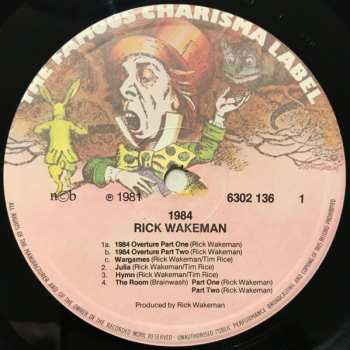 THE FAMOUS CHARISMA LABEL
n©b ℗ 1981 6302 136 1
1984
RICK WAKEMAN
1a. 1984 Overture Part One (Rick Wakeman)
b. 1984 Overture Part Two (Rick Wakeman)
c. Wargames (Rick Wakeman/Tim Rice)
2. Julia (Rick Wakeman/Tim Rice)
3. Hymn (Rick Wakeman/Tim Rice)
4. The Room (Brainwash) Part One (Rick Wakeman)
Part Two (Rick Wakeman)
Produced by Rick Wakeman
ALL RIGHTS OF THE MANUFACTURER AND OF THE OWNER OF THE RECORDED WORK RESERVED · UNAUTHORISED PUBLIC PERFORMANCE BROADCASTING AND COPYING OF THIS RECORD PROHIBITED